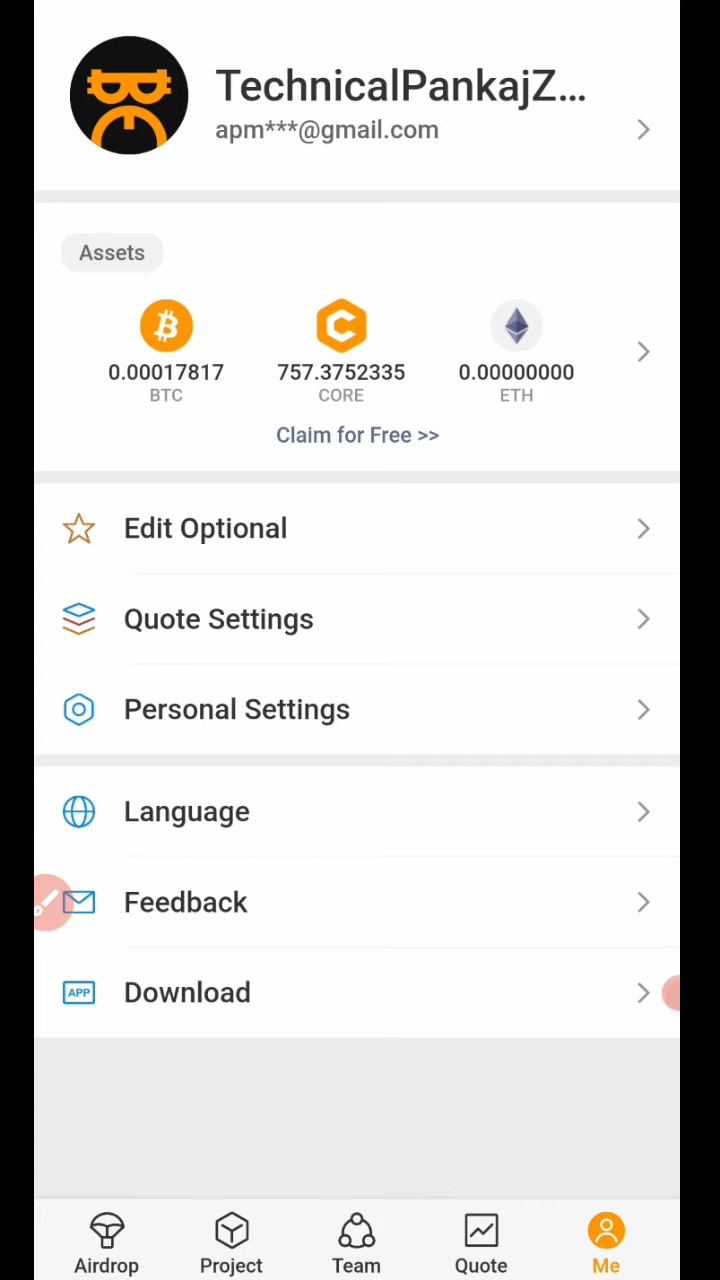 TechnicalPankajZ...
apm***@gmail.com
Assets
0.00017817 757.3752335 0.00000000
BTC CORE ETH
Claim for Free >>
Edit Optional
Quote Settings
Personal Settings
Language
Feedback
APP Download
Airdrop Project Team Quote Me